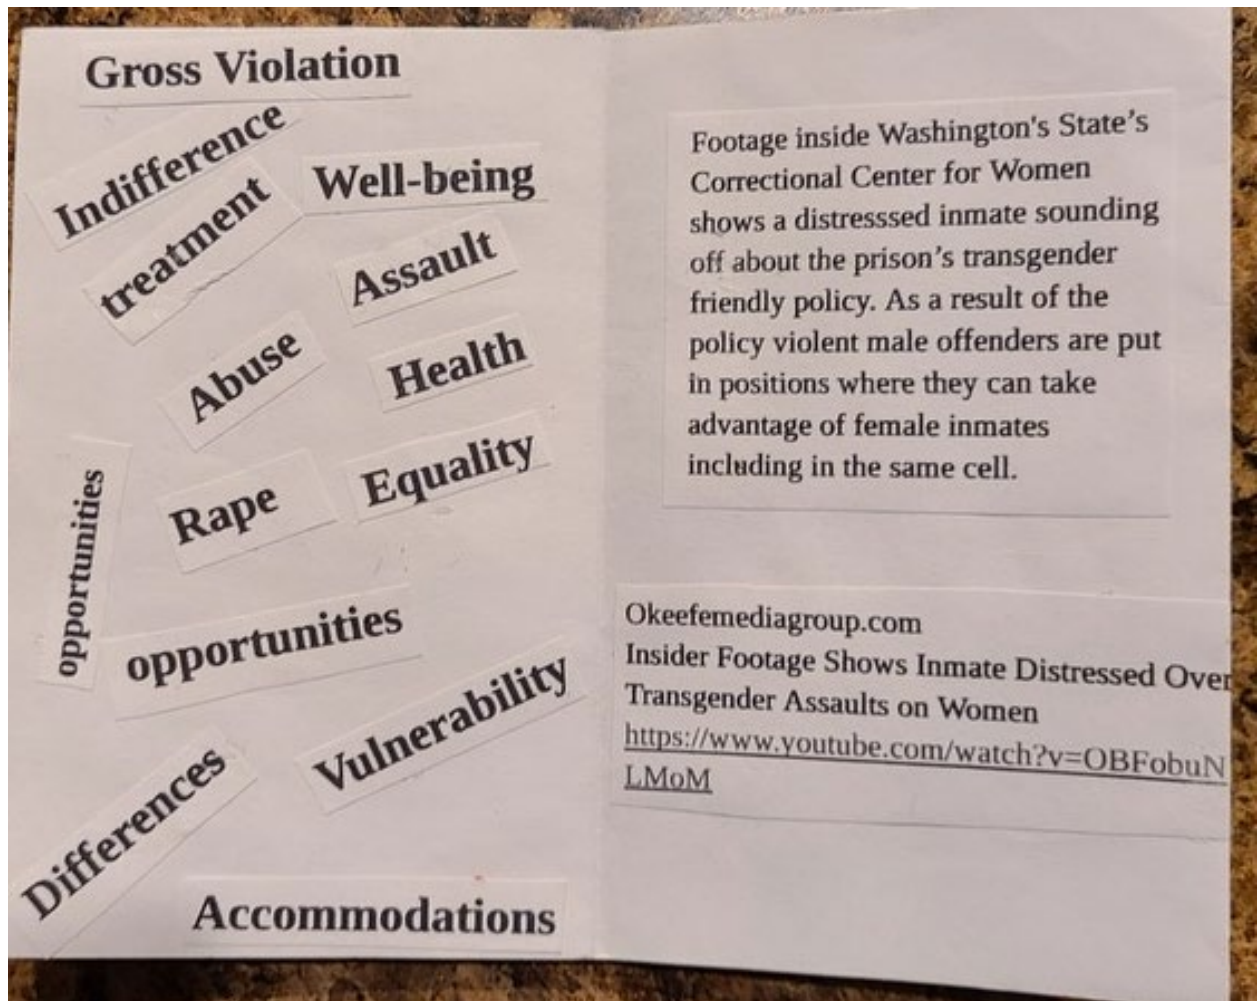 Gross Violation
Indifference
treatment
Well-being
Assault
Abuse
Health
Rape
Equality
opportunities
opportunities
Vulnerability
Differences
Accommodations
Footage inside Washington's State’s
Correctional Center for Women
shows a distresssed inmate sounding
off about the prison’s transgender
friendly policy. As a result of the
policy violent male offenders are put
in positions where they can take
advantage of female inmates
including in the same cell.
Okeefemediagroup.com
Insider Footage Shows Inmate Distressed Over
Transgender Assaults on Women
https://www.youtube.com/watch?v=OBFobuN
LMoM